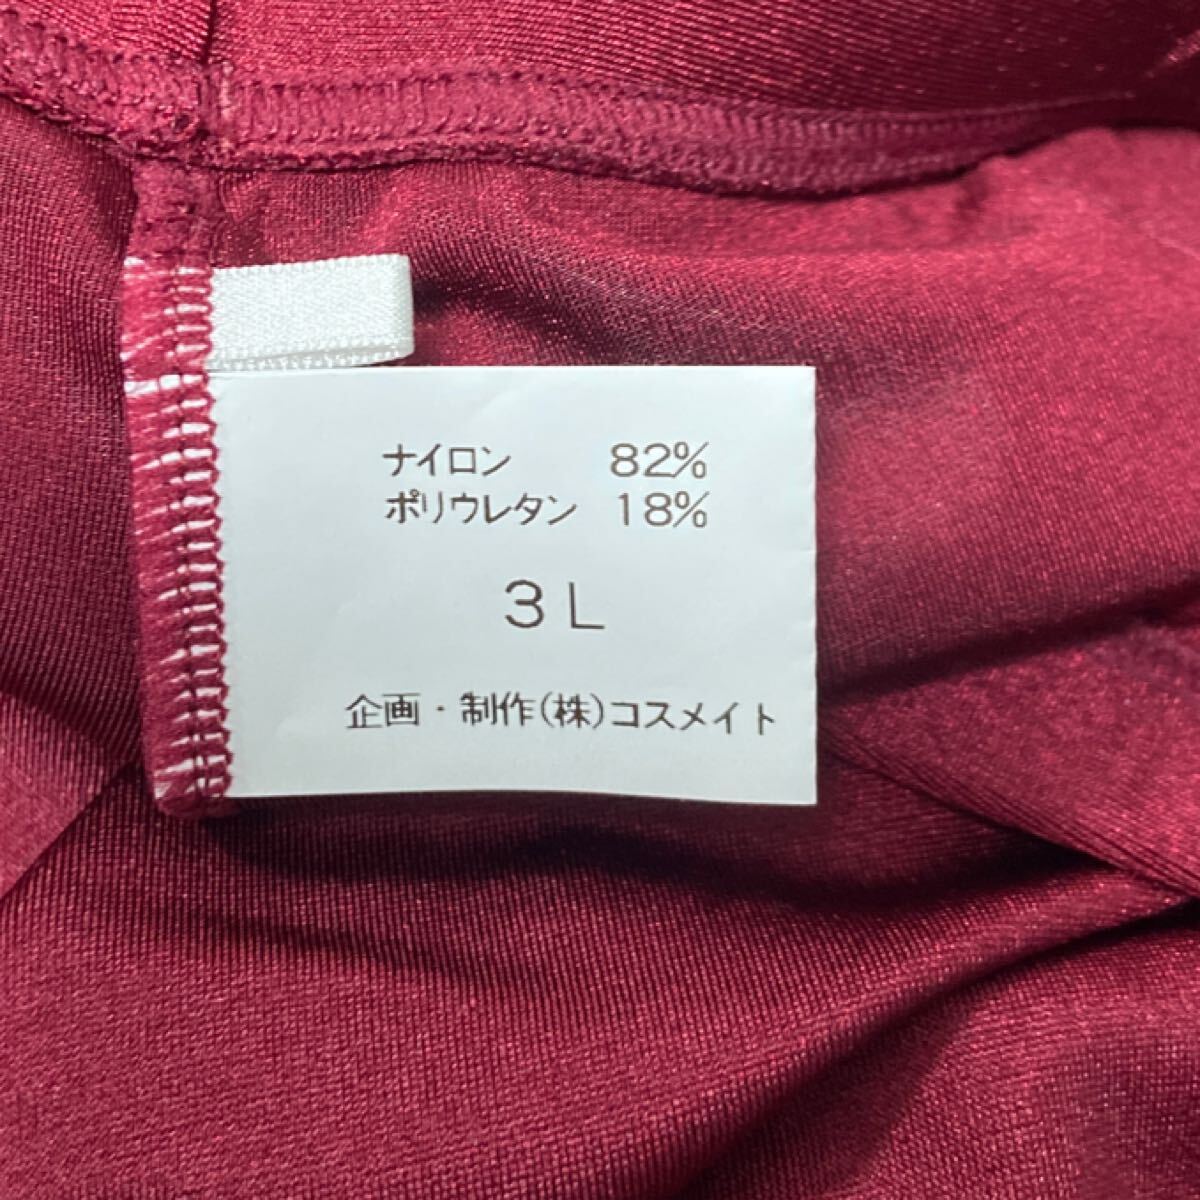 ナイロン 82%
ポリウレタン 18%
3L
企画・制作(株)コスメイト